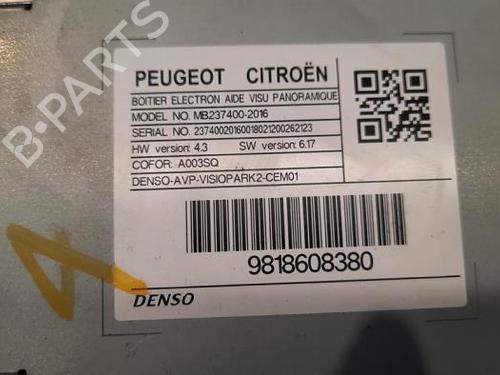 PEUGEOT CITROËN
BOITIER ELECTRON AIDE VISU PANORAMIQUE
MODEL NO. MB237400-2016
SERIAL NO. 23740020160018021200262123
HW version: 4.3 SW version: 6.17
COFOR: A003SQ
DENSO-AVP-VISIOPARK2-CEM01
9818608380
DENSO
B-PARTS